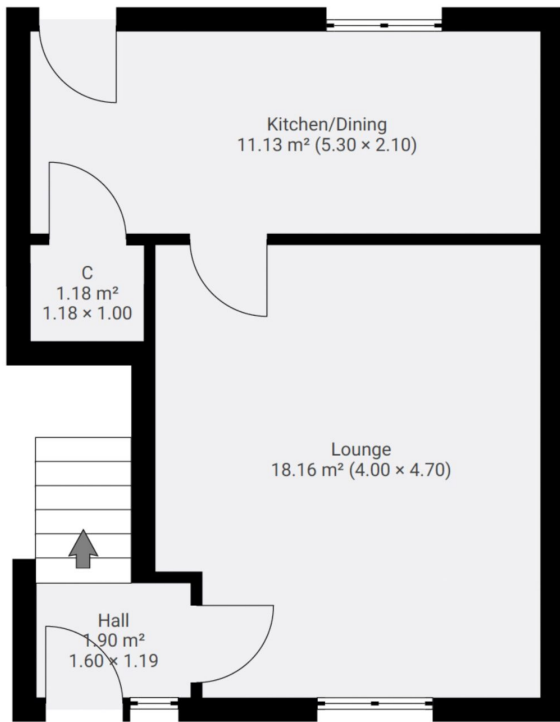 Kitchen/Dining
11.13 m² (5.30 × 2.10)
C
1.18 m²
1.18 × 1.00
Lounge
18.16 m² (4.00 × 4.70)
Hall
1.90 m²
1.60 × 1.19